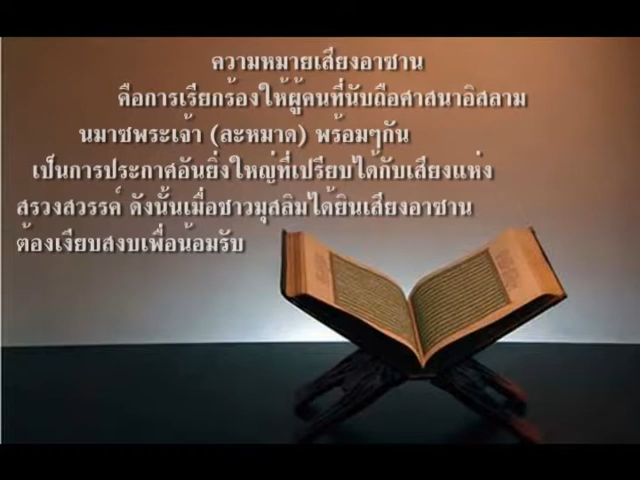 ความหมายเสียงอาซาน
คือการเรียกร้องให้ผู้คนที่นับถือศาสนาอิสลาม
นมาซพระเจ้า (ละหมาด) พร้อมๆกัน
เป็นการประกาศอันยิ่งใหญ่ที่เปรียบได้กับเสียงแห่ง
สรวงสวรรค์ ดังนั้นเมื่อชาวมุสลิมได้ยินเสียงอาซาน
ต้องเงียบสงบเพื่อน้อมรับ